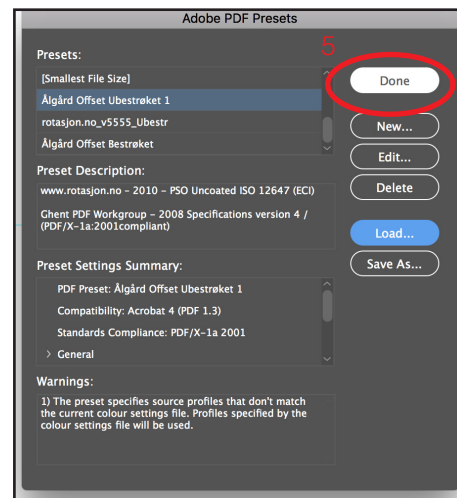 Adobe PDF Presets
5
Presets:
[Smallest File Size]
Ålgård Offset Ubestrøket 1
rotasjon.no_v5555_Ubestr
Ålgård Offset Bestrøket
Done
New...
Edit...
Delete
Load...
Save As...
Preset Description:
www.rotasjon.no - 2010 - PSO Uncoated ISO 12647 (ECI)
Ghent PDF Workgroup - 2008 Specifications version 4 /
(PDF/X-1a:2001compliant)
Preset Settings Summary:
PDF Preset: Ålgård Offset Ubestrøket 1
Compatibility: Acrobat 4 (PDF 1.3)
Standards Compliance: PDF/X-1a 2001
> General
Warnings:
1) The preset specifies source profiles that don't match
the current colour settings file. Profiles specified by the
colour settings file will be used.